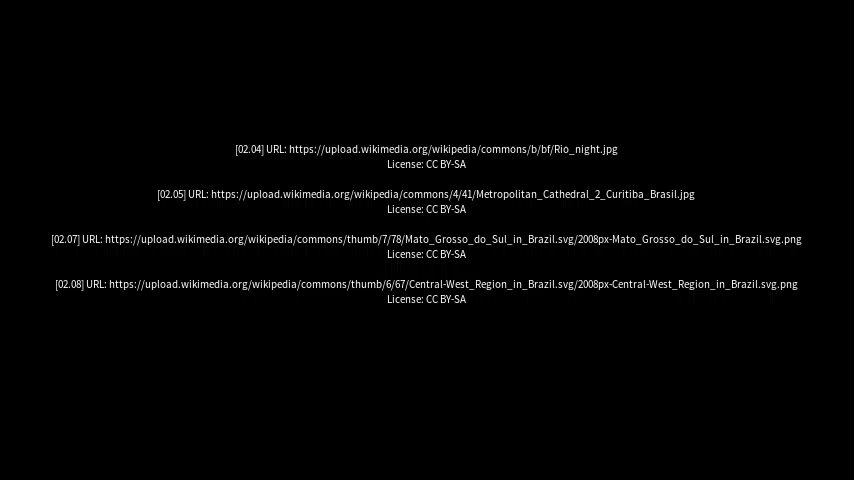 [02.04] URL: https://upload.wikimedia.org/wikipedia/commons/b/bf/Rio_night.jpg
License: CC BY-SA
[02.05] URL: https://upload.wikimedia.org/wikipedia/commons/4/41/Metropolitan_Cathedral_2_Curitiba_Brasil.jpg
License: CC BY-SA
[02.07] URL: https://upload.wikimedia.org/wikipedia/commons/thumb/7/78/Mato_Grosso_do_Sul_in_Brazil.svg/2008px-Mato_Grosso_do_Sul_in_Brazil.svg.png
License: CC BY-SA
[02.08] URL: https://upload.wikimedia.org/wikipedia/commons/thumb/6/67/Central-West_Region_in_Brazil.svg/2008px-Central-West_Region_in_Brazil.svg.png
License: CC BY-SA